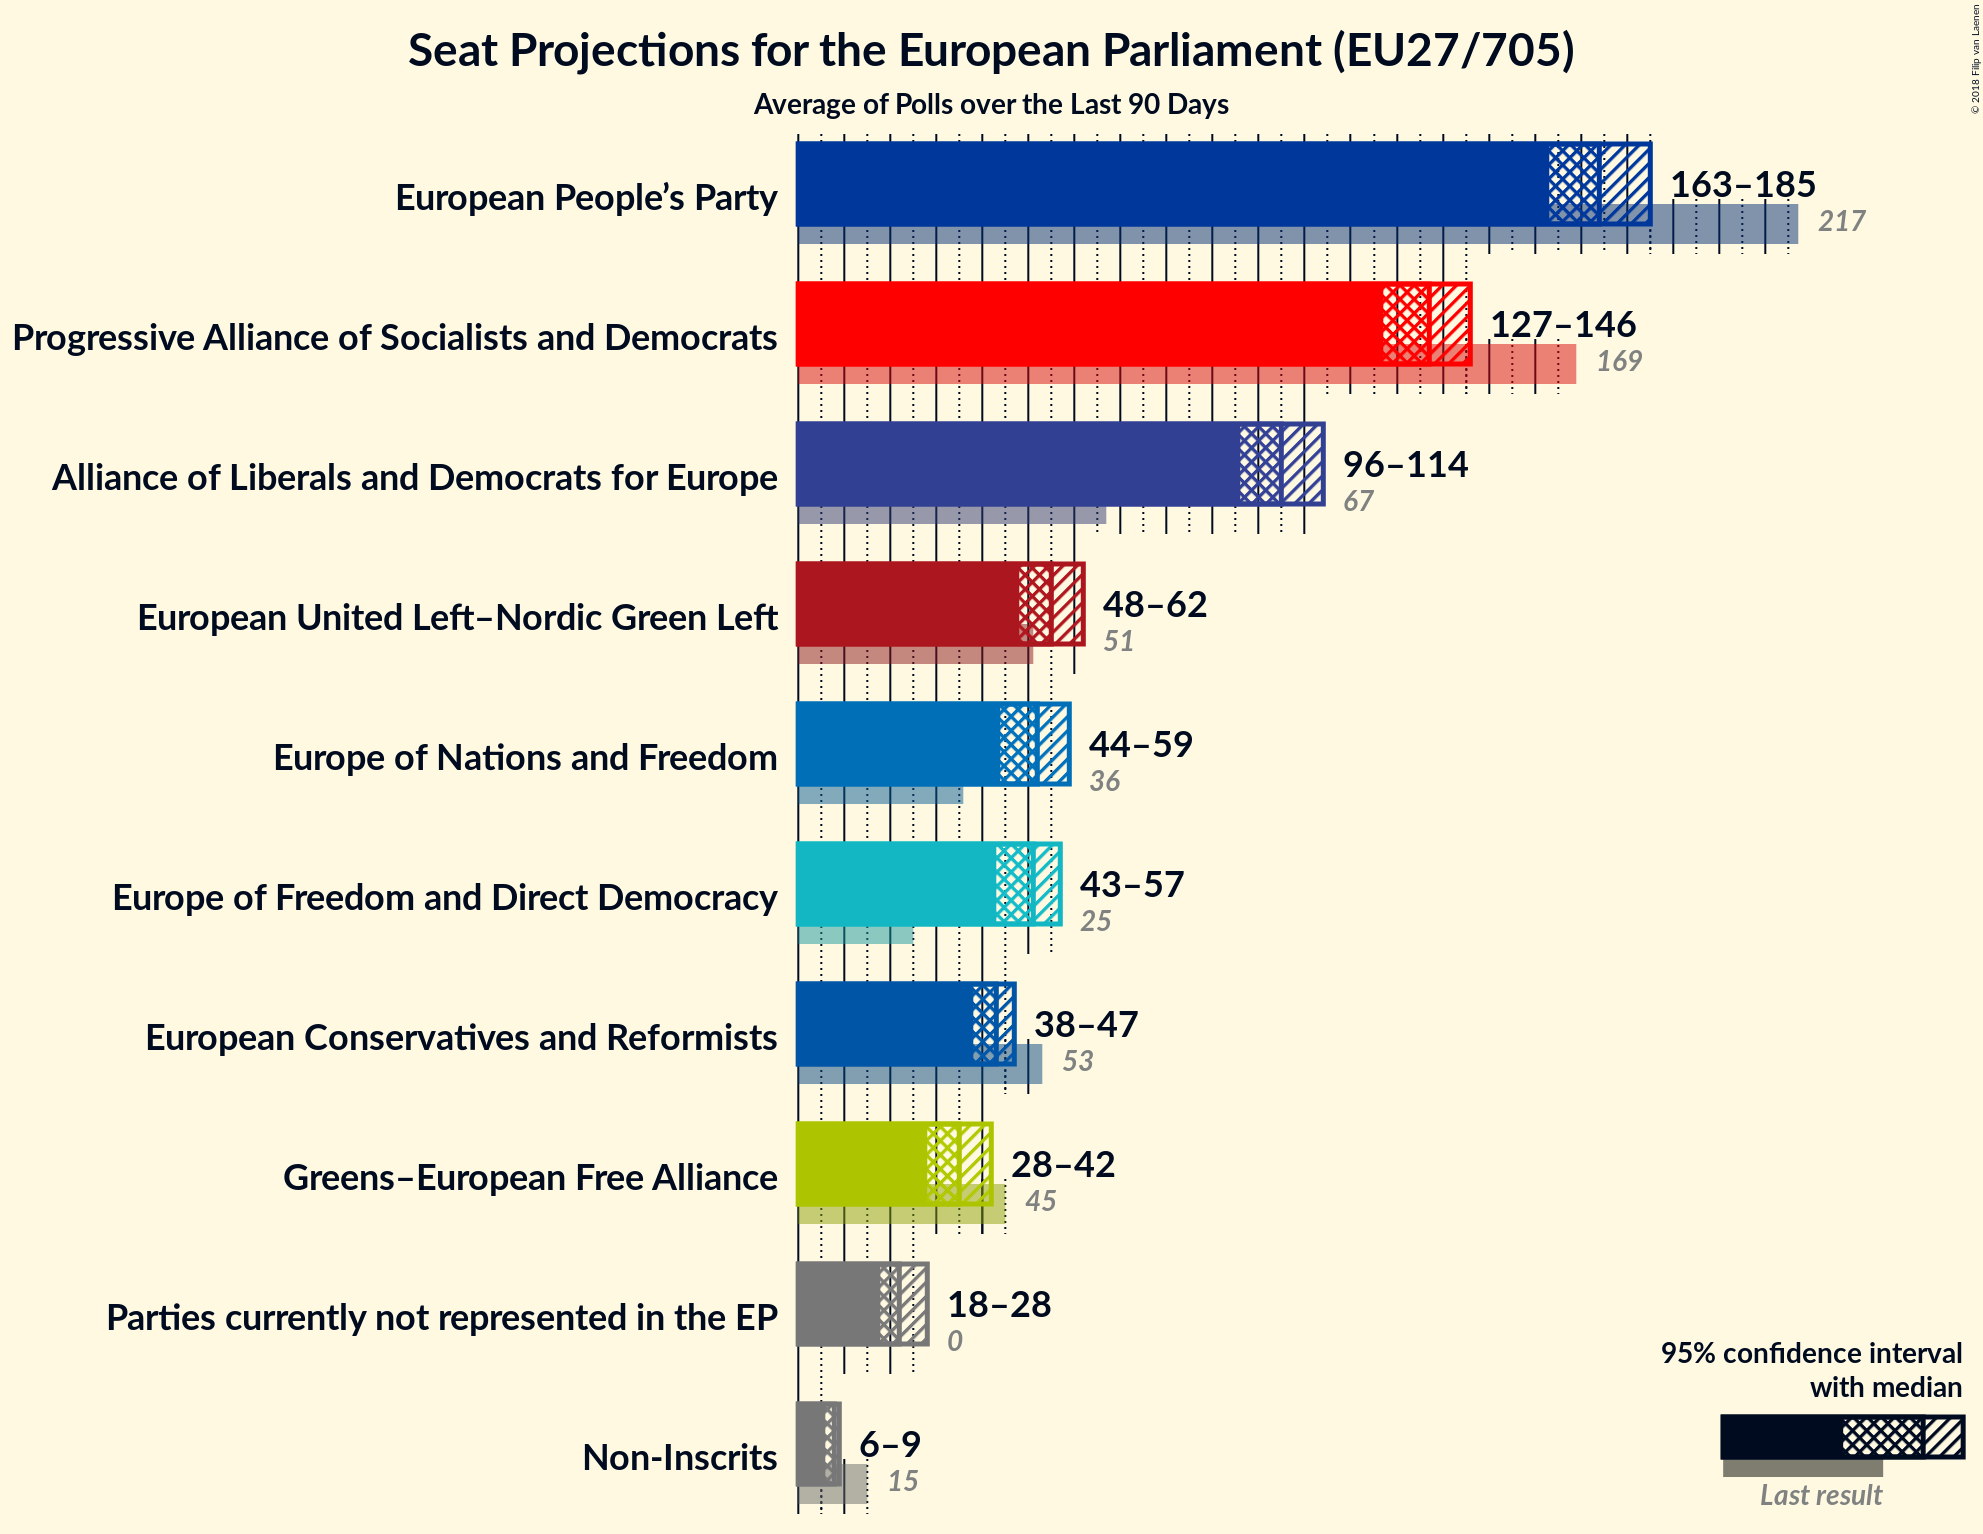 Seat Projections for the European Parliament (EU27/705)
Average of Polls over the Last 90 Days
© 2018 Filip van Laenen
European People’s Party
163–185
217
Progressive Alliance of Socialists and Democrats
127–146
169
Alliance of Liberals and Democrats for Europe
96–114
67
European United Left–Nordic Green Left
48–62
51
Europe of Nations and Freedom
44–59
36
Europe of Freedom and Direct Democracy
43–57
25
European Conservatives and Reformists
38–47
53
Greens–European Free Alliance
28–42
45
Parties currently not represented in the EP
18–28
0
Non-Inscrits
6–9
15
95% confidence interval
with median
Last result